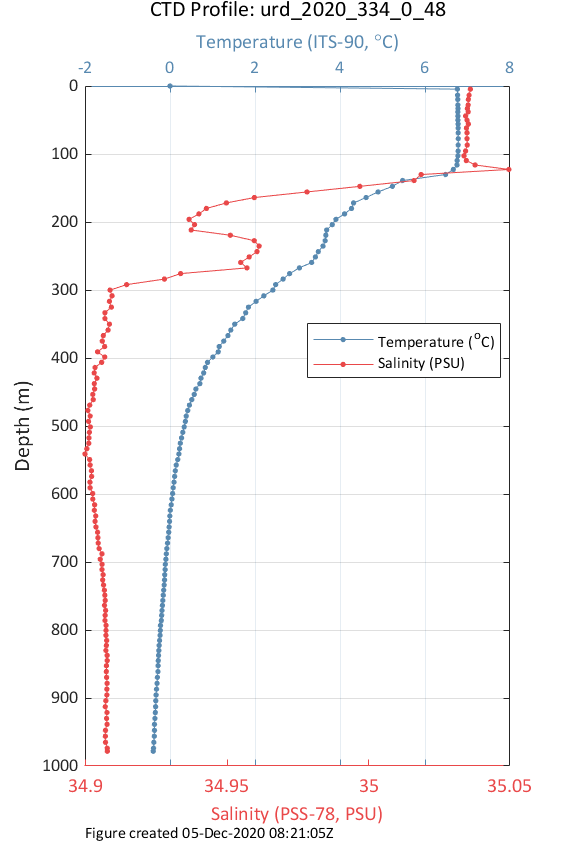 CTD Profile: urd_2020_334_0_48
Temperature (ITS-90, °C)
-2 0 2 4 6 8
0
100
200
300
400
500
600
700
800
900
1000
Depth (m)
Temperature (°C)
Salinity (PSU)
34.9 34.95 35 35.05
Salinity (PSS-78, PSU)
Figure created 05-Dec-2020 08:21:05Z